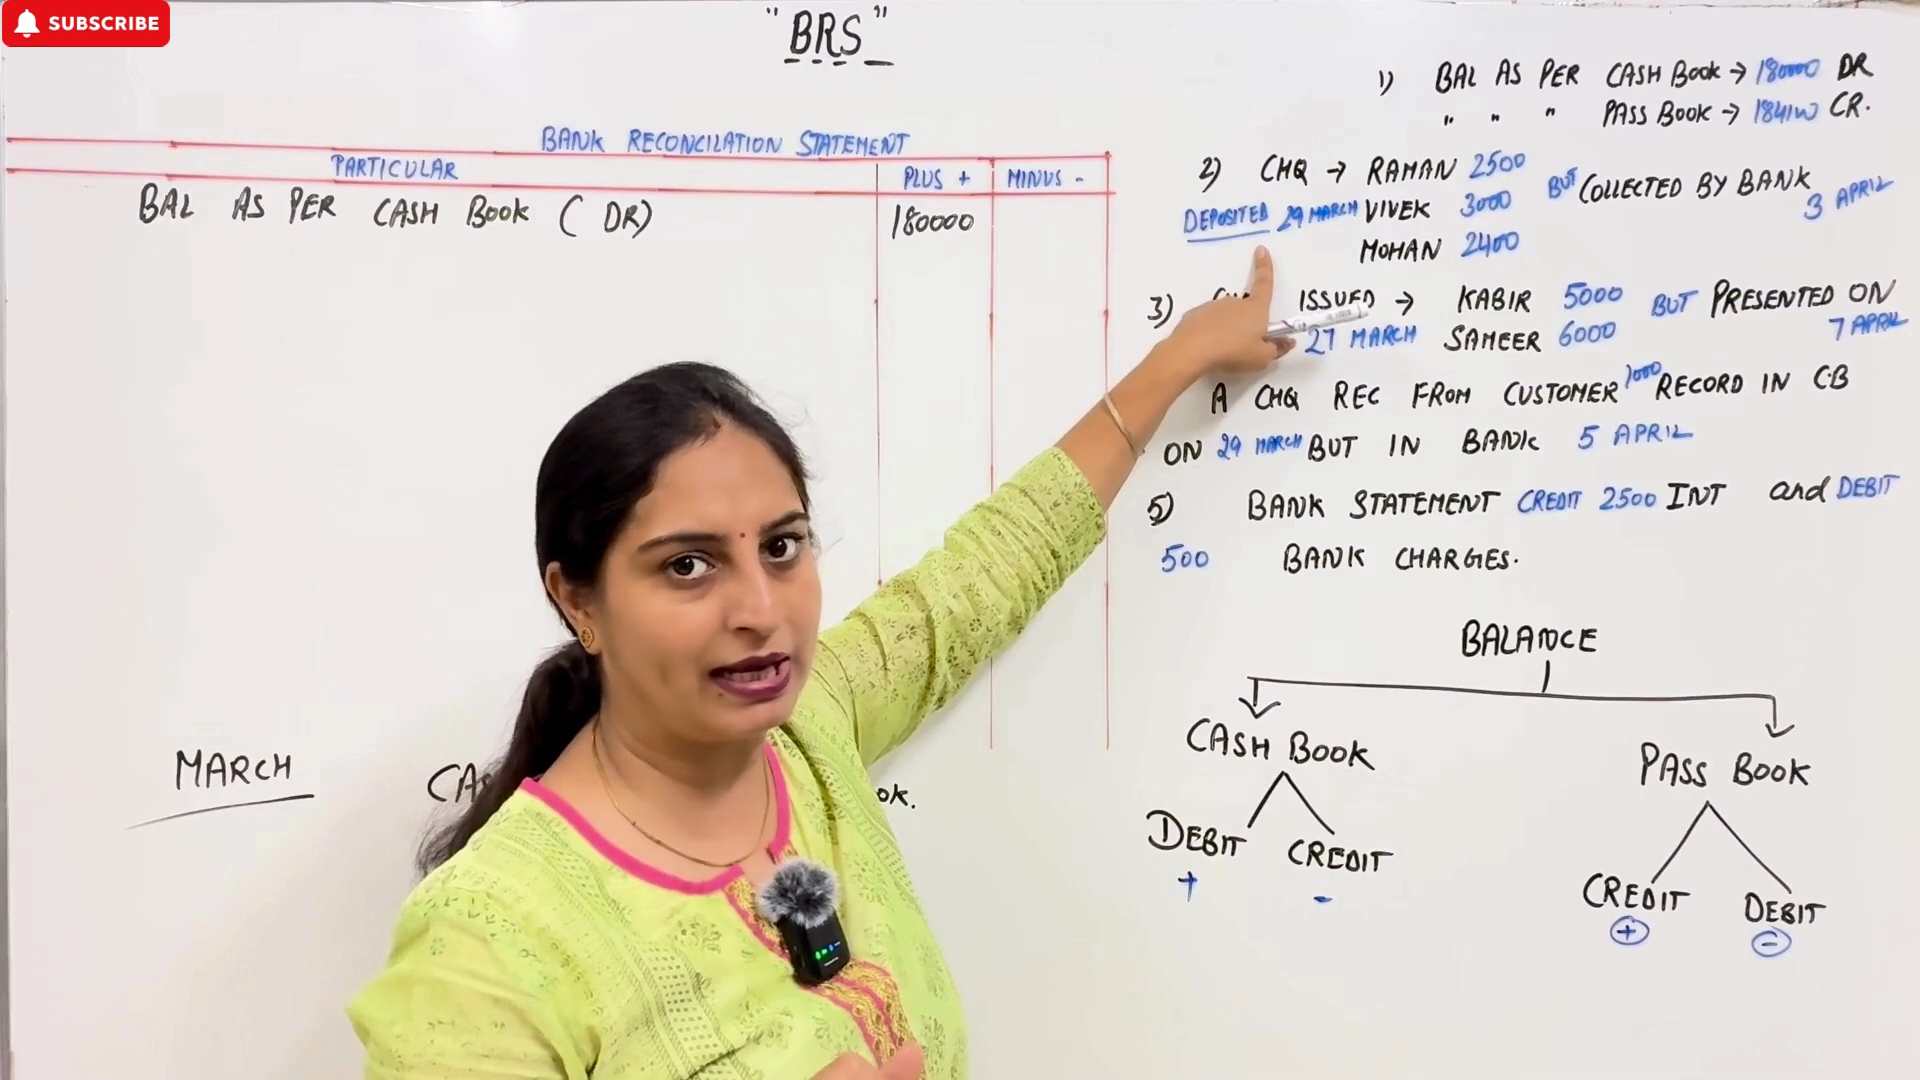 SUBSCRIBE
"BRS"
BANK RECONCILATION STATEMENT
PARTICULAR
PLUS +
MINUS -
BAL AS PER CASH BOOK ( DR)
180000
MARCH
CAS
OK.
1) BAL AS PER CASH BOOK → 180000 DR
" " " PASS BOOK → 184100 CR.
2) CHQ → RAMAN 2500
DEPOSITED 29 MARCH VIVEK 3000
MOHAN 2400
BUT COLLECTED BY BANK
3 APRIL
3) ISSUED → KABIR 5000 BUT PRESENTED ON
27 MARCH SAMEER 6000 7 APRIL
A CHQ REC FROM CUSTOMER 1000 RECORD IN C.B
ON 29 MARCH BUT IN BANK 5 APRIL
5) BANK STATEMENT CREDIT 2500 INT and DEBIT
500 BANK CHARGES.
BALANCE
CASH BOOK
PASS BOOK
DEBIT
CREDIT
+
-
CREDIT
DEBIT
+
-